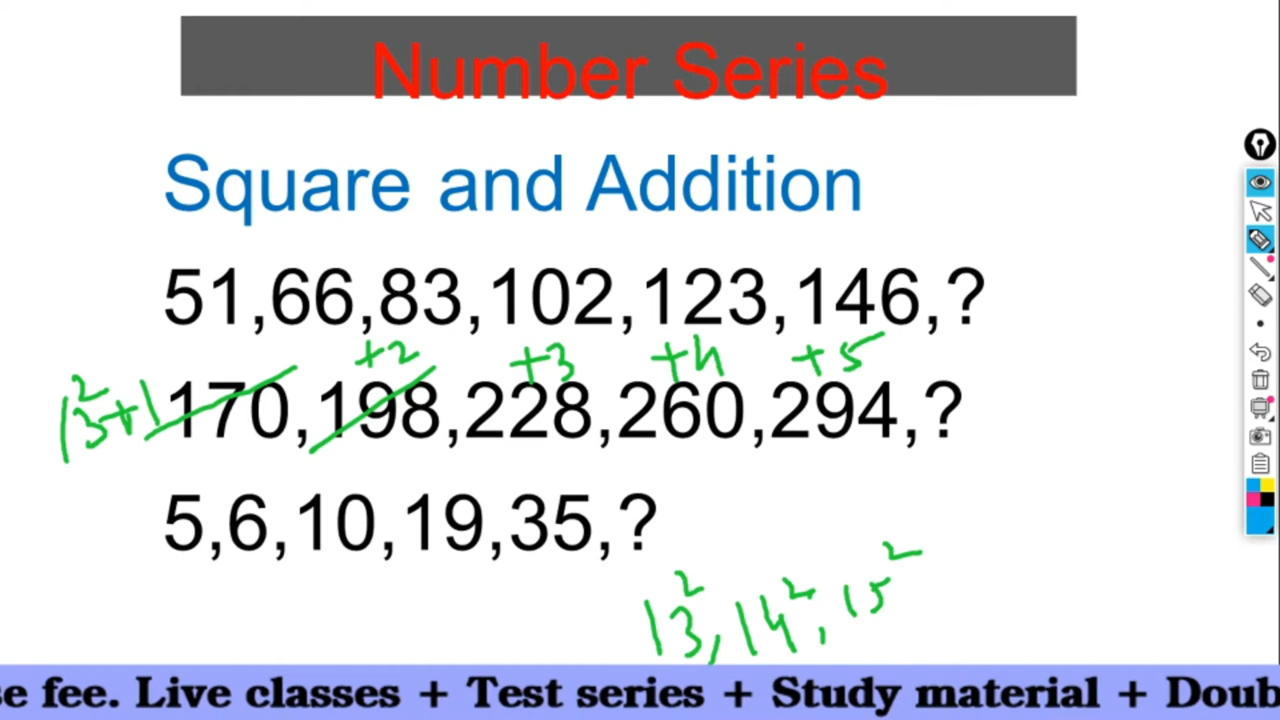 Number Series
Square and Addition
51,66,83,102,123,146,?
+2 +3 +4 +5
13²+1 170,198,228,260,294,?
5,6,10,19,35,?
13², 14², 15²
se fee. Live classes + Test series + Study material + Doub